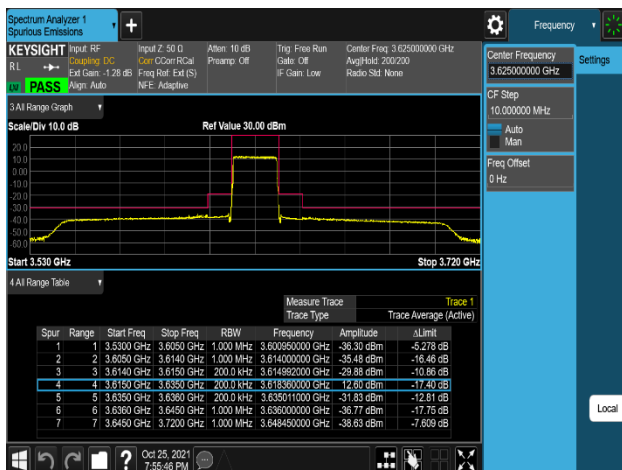 Spectrum Analyzer 1
Spurious Emissions
Frequency
KEYSIGHT
Input: RF
Input Z: 50 Ω
Atten: 10 dB
Trig: Free Run
Center Freq: 3.625000000 GHz
RL
Coupling: DC
Corr CCorr RCal
Preamp: Off
Gate: Off
Avg|Hold: 200/200
Ext Gain: -1.28 dB
Freq Ref: Ext (S)
IF Gain: Low
Radio Std: None
PASS
Align: Auto
NFE: Adaptive
Center Frequency
3.625000000 GHz
Settings
CF Step
10.000000 MHz
Auto
Man
Freq Offset
0 Hz
3 All Range Graph
Scale/Div 10.0 dB
Ref Value 30.00 dBm
20.0
10.0
0.00
-10.0
-20.0
-30.0
-40.0
-50.0
-60.0
Start 3.530 GHz
Stop 3.720 GHz
4 All Range Table
Measure Trace
Trace 1
Trace Type
Trace Average (Active)
Spur Range Start Freq Stop Freq RBW Frequency Amplitude ΔLimit
1 1 3.5300 GHz 3.6050 GHz 1.000 MHz 3.600950000 GHz -36.30 dBm -5.278 dB
2 2 3.6050 GHz 3.6140 GHz 1.000 MHz 3.614000000 GHz -35.48 dBm -16.46 dB
3 3 3.6140 GHz 3.6150 GHz 200.0 kHz 3.614992000 GHz -29.88 dBm -10.86 dB
4 4 3.6150 GHz 3.6350 GHz 200.0 kHz 3.618360000 GHz 12.60 dBm -17.40 dB
5 5 3.6350 GHz 3.6360 GHz 200.0 kHz 3.635011000 GHz -31.83 dBm -12.81 dB
6 6 3.6360 GHz 3.6450 GHz 1.000 MHz 3.636000000 GHz -36.77 dBm -17.75 dB
7 7 3.6450 GHz 3.7200 GHz 1.000 MHz 3.648450000 GHz -38.63 dBm -7.609 dB
Local
?
Oct 25, 2021
7:55:46 PM